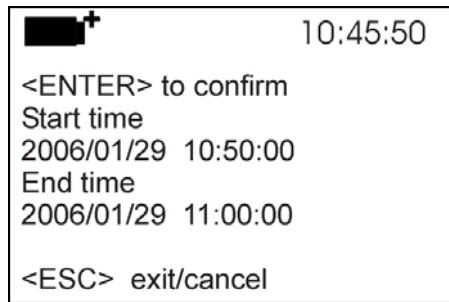 10:45:50
<ENTER> to confirm
Start time
2006/01/29 10:50:00
End time
2006/01/29 11:00:00
<ESC> exit/cancel